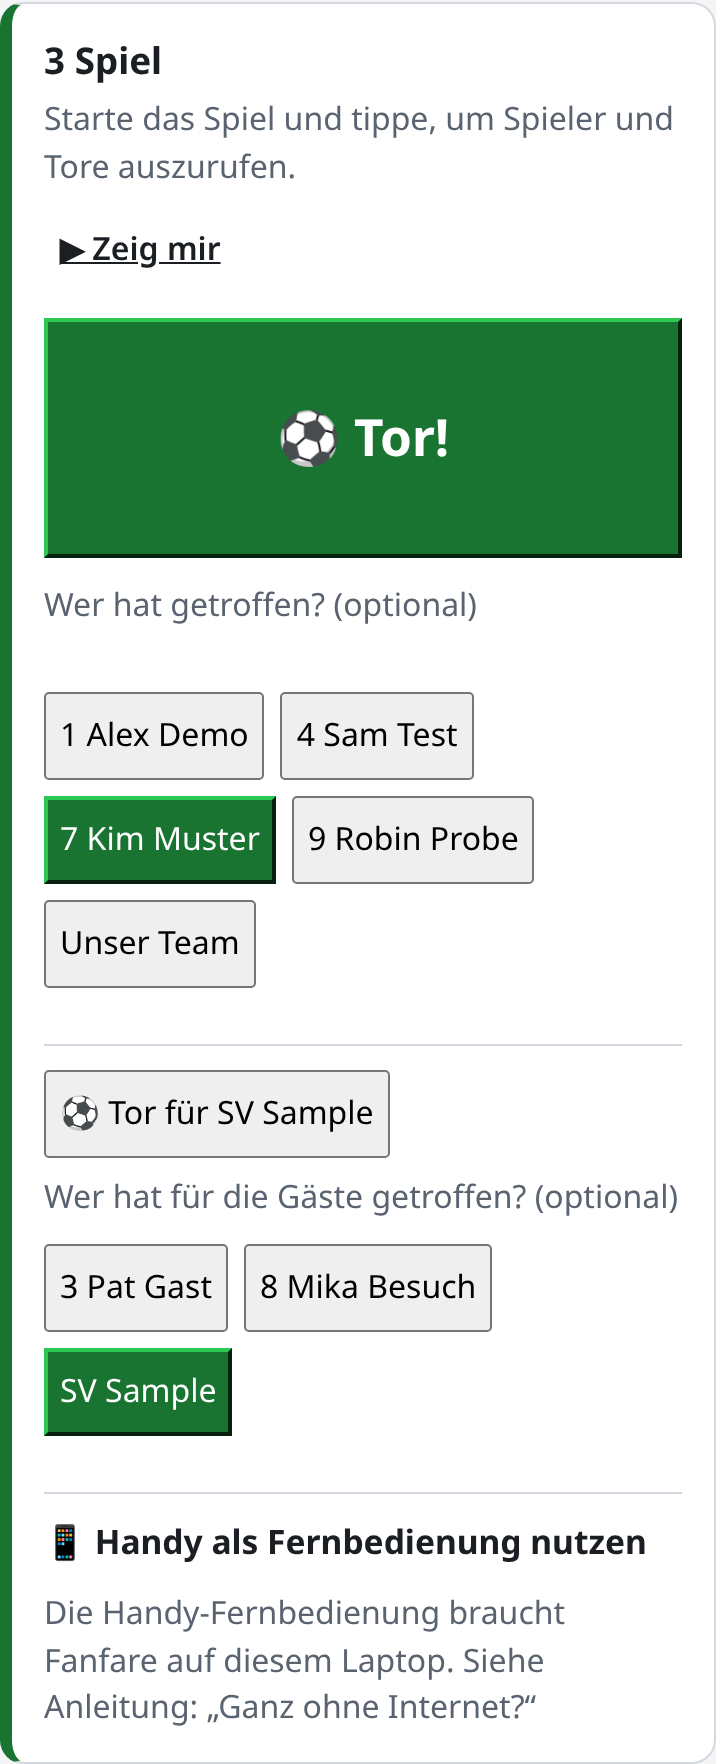 3 Spiel
Starte das Spiel und tippe, um Spieler und
Tore auszurufen.
▶ Zeig mir
⚽ Tor!
Wer hat getroffen? (optional)
1 Alex Demo
4 Sam Test
7 Kim Muster
9 Robin Probe
Unser Team
⚽ Tor für SV Sample
Wer hat für die Gäste getroffen? (optional)
3 Pat Gast
8 Mika Besuch
SV Sample
📱 Handy als Fernbedienung nutzen
Die Handy-Fernbedienung braucht
Fanfare auf diesem Laptop. Siehe
Anleitung: „Ganz ohne Internet?“